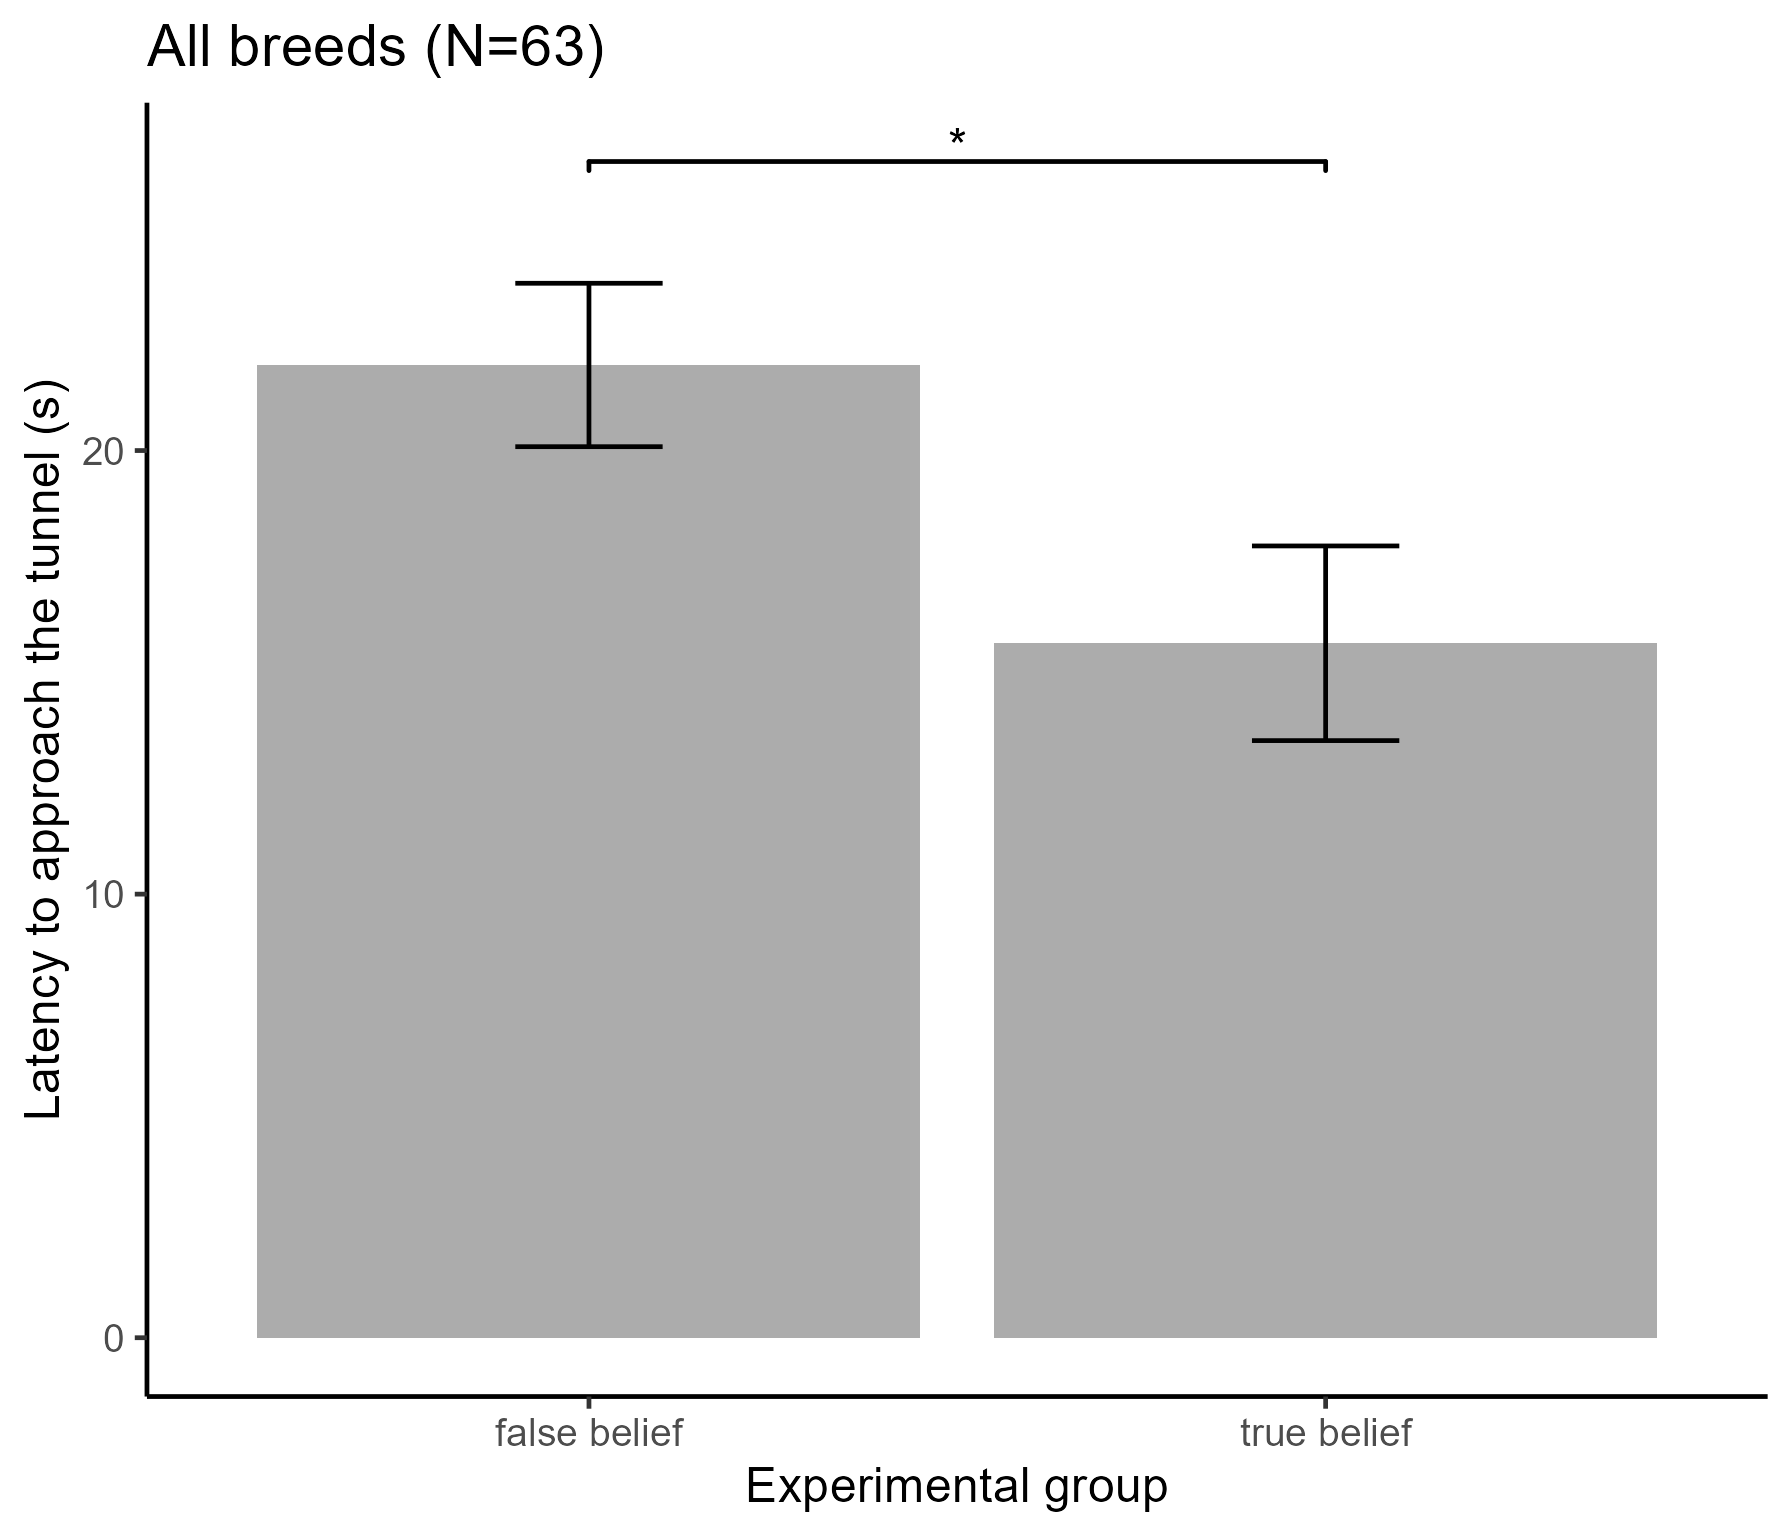 All breeds (N=63)
*
Latency to approach the tunnel (s)
20
10
0
false belief true belief
Experimental group